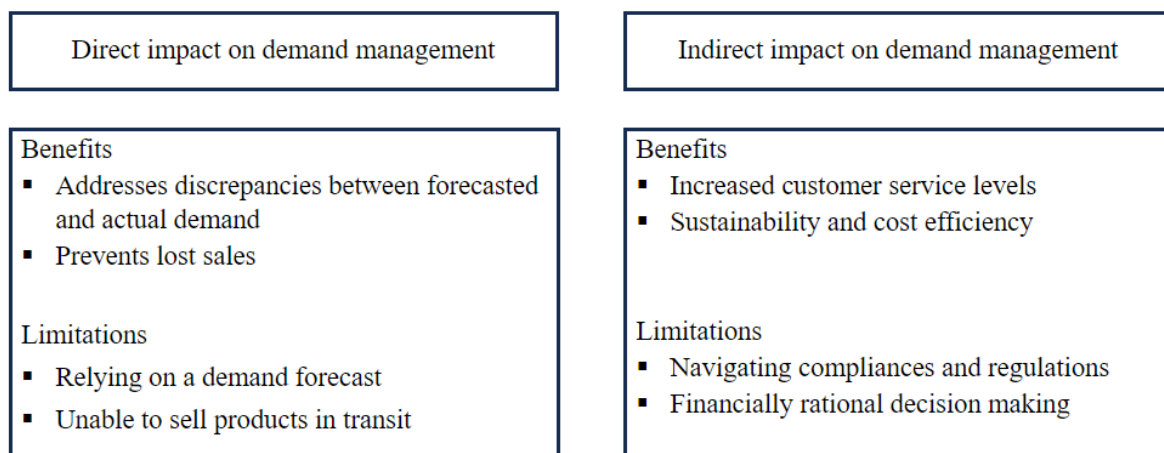 Direct impact on demand management
Benefits
▪ Addresses discrepancies between forecasted
and actual demand
▪ Prevents lost sales
Limitations
▪ Relying on a demand forecast
▪ Unable to sell products in transit
Indirect impact on demand management
Benefits
▪ Increased customer service levels
▪ Sustainability and cost efficiency
Limitations
▪ Navigating compliances and regulations
▪ Financially rational decision making